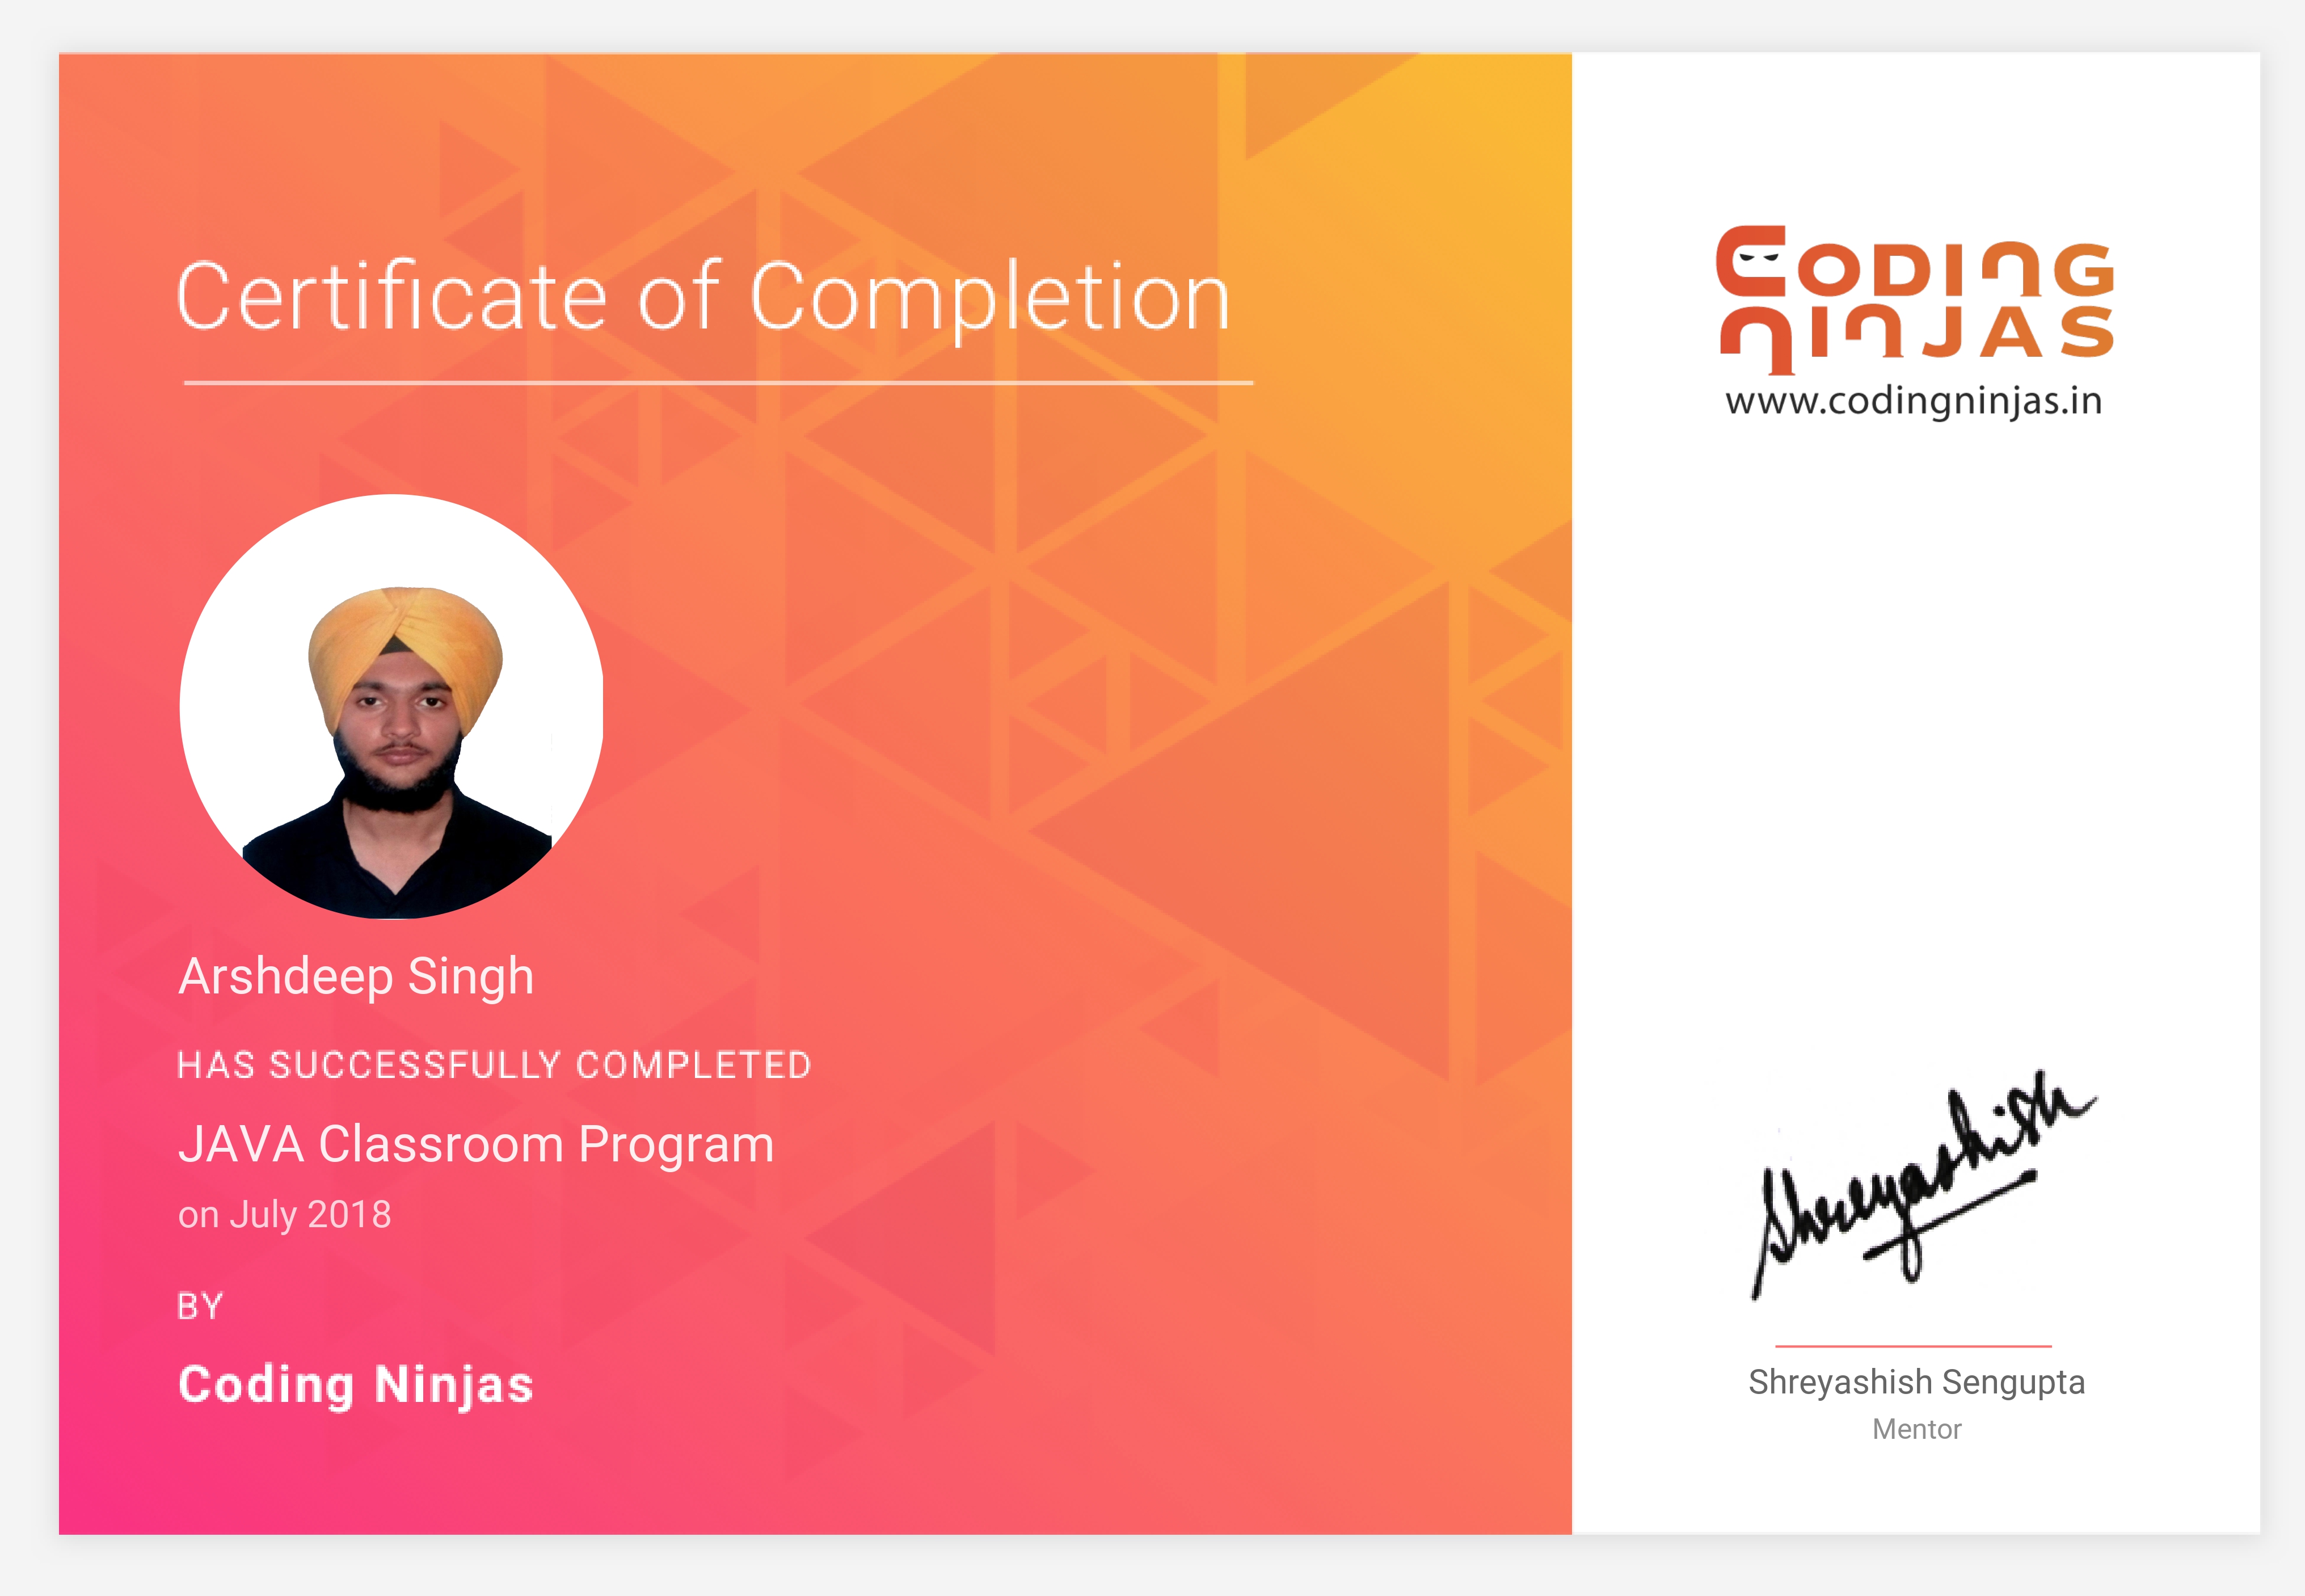 Certificate of Completion
Arshdeep Singh
HAS SUCCESSFULLY COMPLETED
JAVA Classroom Program
on July 2018
BY
Coding Ninjas
CODING
NINJAS
www.codingninjas.in
Shreyashish
Shreyashish Sengupta
Mentor